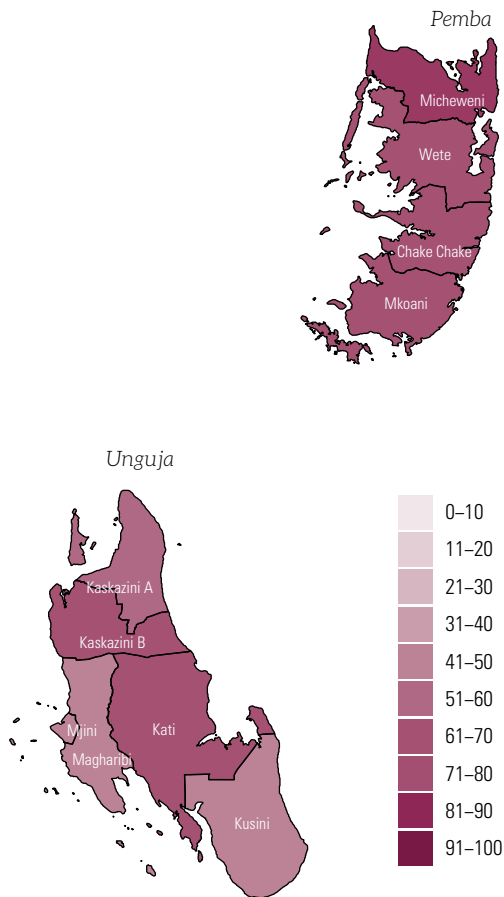 Pemba
Micheweni
Wete
Chake Chake
Mkoani
Unguja
Kaskazini A
Kaskazini B
Mjini
Kati
Magharibi
Kusini
0–10
11–20
21–30
31–40
41–50
51–60
61–70
71–80
81–90
91–100